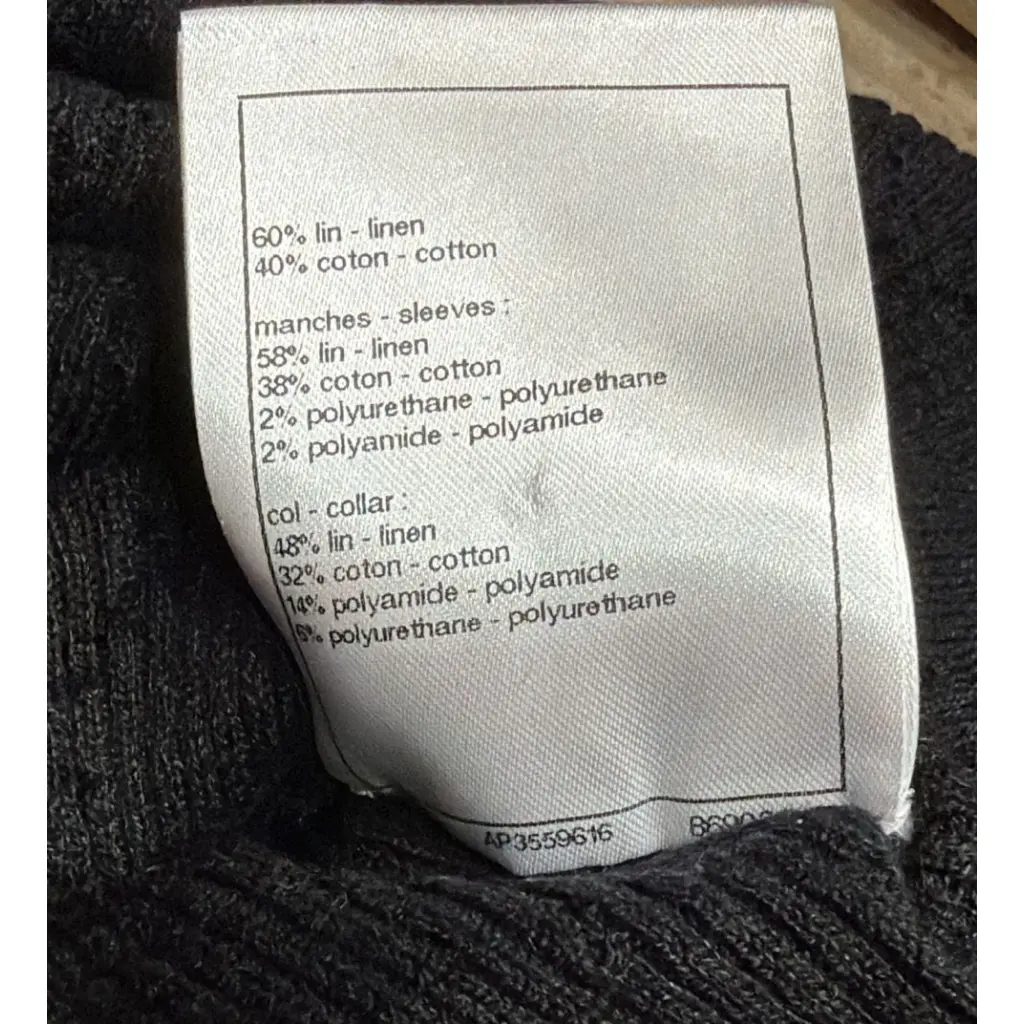 60% lin - linen
40% coton - cotton
manches - sleeves :
58% lin - linen
38% coton - cotton
2% polyurethane - polyurethane
2% polyamide - polyamide
col - collar :
48% lin - linen
32% coton - cotton
14% polyamide - polyamide
6% polyurethane - polyurethane
AP3559616